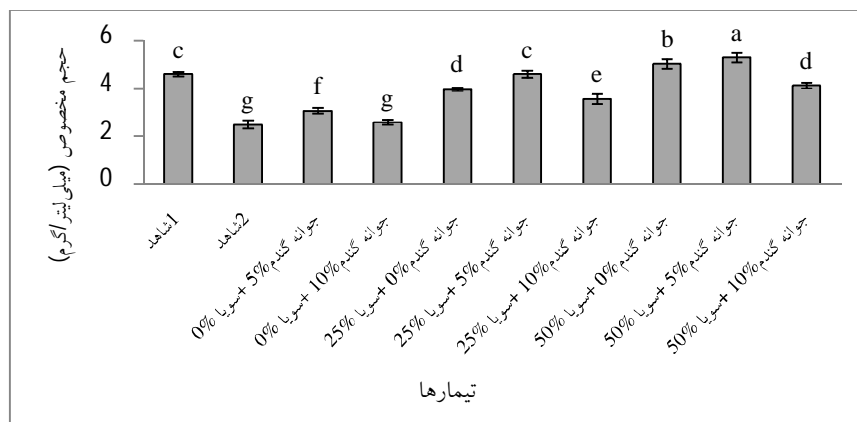 حجم مخصوص (میلی لیتر/گرم)
6
4
2
0
c
g
f
g
d
c
e
b
a
d
شاهد1
شاهد2
جوانه گندم5% +سویا 0%
جوانه گندم10% +سویا 0%
جوانه گندم0% +سویا 25%
جوانه گندم5% +سویا 25%
جوانه گندم10% +سویا 25%
جوانه گندم0% +سویا 50%
جوانه گندم5% +سویا 50%
جوانه گندم10% +سویا 50%
تیمارها